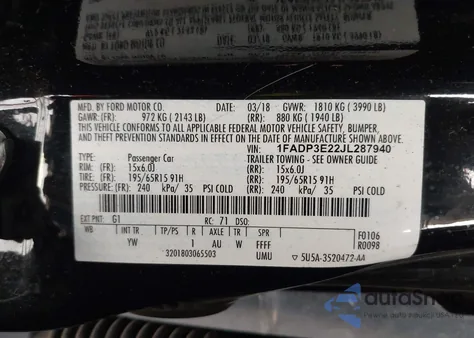 MFD. BY FORD MOTOR CO. DATE: 03/18 GVWR: 1810 KG ( 3990 LB)
GAWR: (FR) 972 KG ( 2143 LB) (RR) 880 KG ( 1940 LB)
THIS VEHICLE CONFORMS TO ALL APPLICABLE FEDERAL MOTOR VEHICLE SAFETY, BUMPER,
AND THEFT PREVENTION STANDARDS IN EFFECT ON THE DATE OF MANUFACTURE SHOWN ABOVE.
VIN: 1FADP3E22JL287940
TYPE: Passenger Car TRAILER TOWING - SEE OWNER GUIDE
RIM: (FR) 15x6.0J (RR) 15x6.0J
TIRE: (FR) 195/65R15 91H (RR) 195/65R15 91H
PRESSURE: (FR) 240 kPa/ 35 PSI COLD (RR) 240 kPa/ 35 PSI COLD
EXT PNT: G1 RC: 71 DSO: F0106
WB INT TR TP/PS R AXLE TR SPR R0098
YW 1 AU W FFFF
3201803065503 UMU ▽ 5U5A-3520472-AA